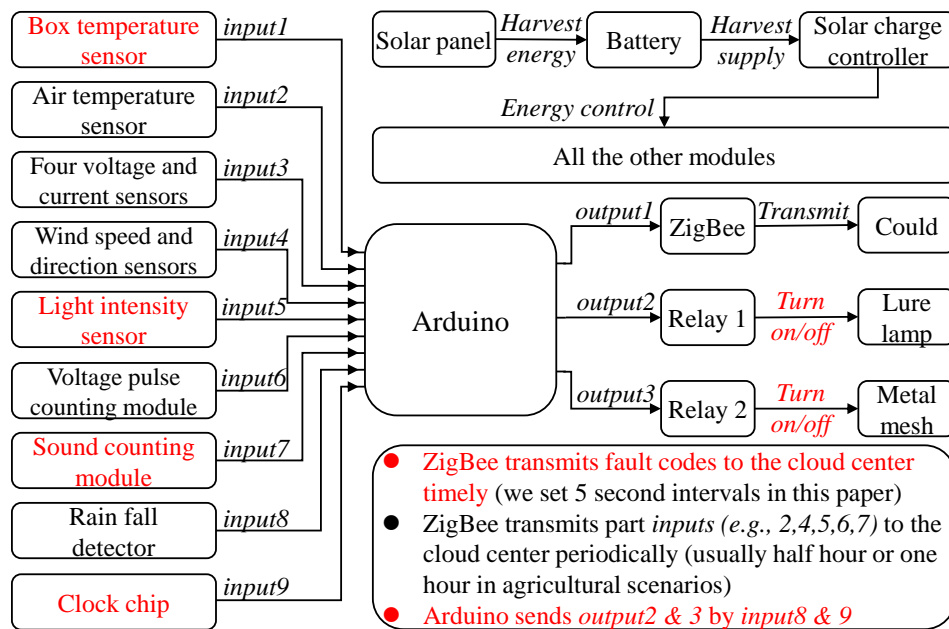 Box temperature
sensor
input1
Air temperature
sensor
input2
Four voltage and
current sensors
input3
Wind speed and
direction sensors
input4
Light intensity
sensor
input5
Voltage pulse
counting module
input6
Sound counting
module
input7
Rain fall
detector
input8
Clock chip
input9
Solar panel
Harvest
energy
Battery
Harvest
supply
Solar charge
controller
Energy control
All the other modules
Arduino
output1
ZigBee
Transmit
Could
output2
Relay 1
Turn
on/off
Lure
lamp
output3
Relay 2
Turn
on/off
Metal
mesh
● ZigBee transmits fault codes to the cloud center
timely (we set 5 second intervals in this paper)
● ZigBee transmits part inputs (e.g., 2,4,5,6,7) to
the cloud center periodically (usually half hour or one
hour in agricultural scenarios)
● Arduino sends output2 & 3 by input8 & 9